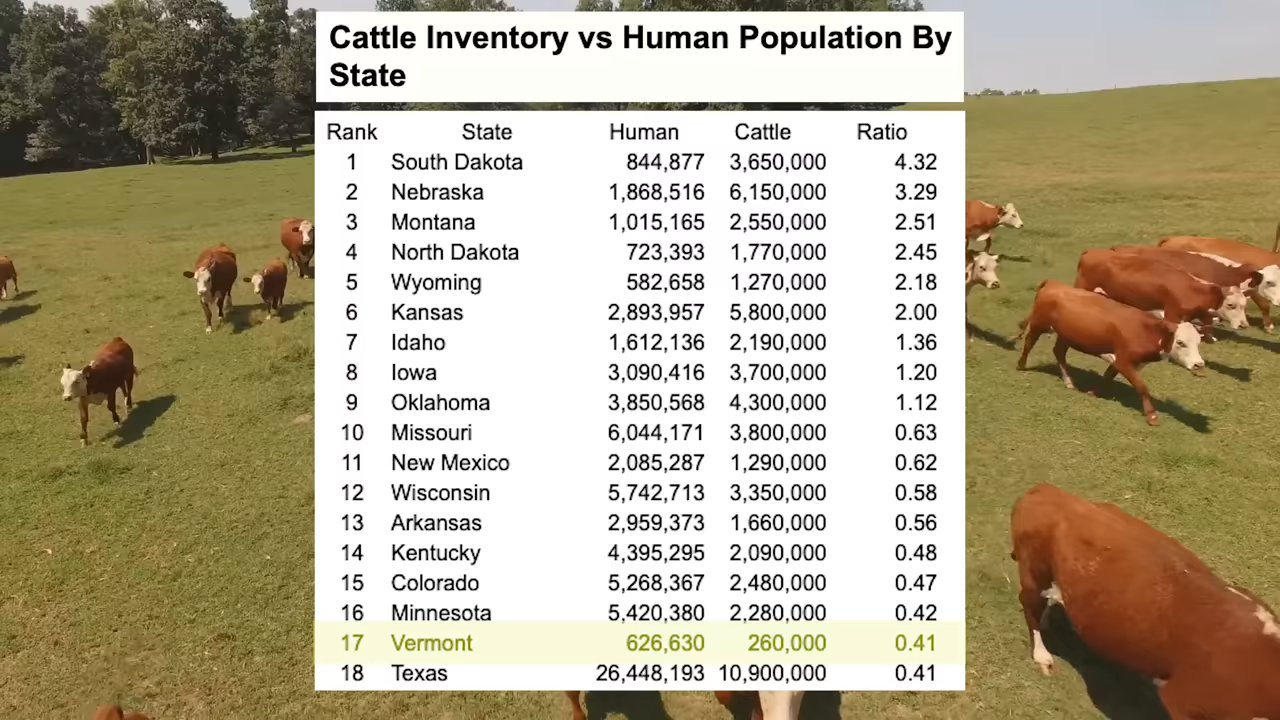 Cattle Inventory vs Human Population By
State
Rank State Human Cattle Ratio
1 South Dakota 844,877 3,650,000 4.32
2 Nebraska 1,868,516 6,150,000 3.29
3 Montana 1,015,165 2,550,000 2.51
4 North Dakota 723,393 1,770,000 2.45
5 Wyoming 582,658 1,270,000 2.18
6 Kansas 2,893,957 5,800,000 2.00
7 Idaho 1,612,136 2,190,000 1.36
8 Iowa 3,090,416 3,700,000 1.20
9 Oklahoma 3,850,568 4,300,000 1.12
10 Missouri 6,044,171 3,800,000 0.63
11 New Mexico 2,085,287 1,290,000 0.62
12 Wisconsin 5,742,713 3,350,000 0.58
13 Arkansas 2,959,373 1,660,000 0.56
14 Kentucky 4,395,295 2,090,000 0.48
15 Colorado 5,268,367 2,480,000 0.47
16 Minnesota 5,420,380 2,280,000 0.42
17 Vermont 626,630 260,000 0.41
18 Texas 26,448,193 10,900,000 0.41